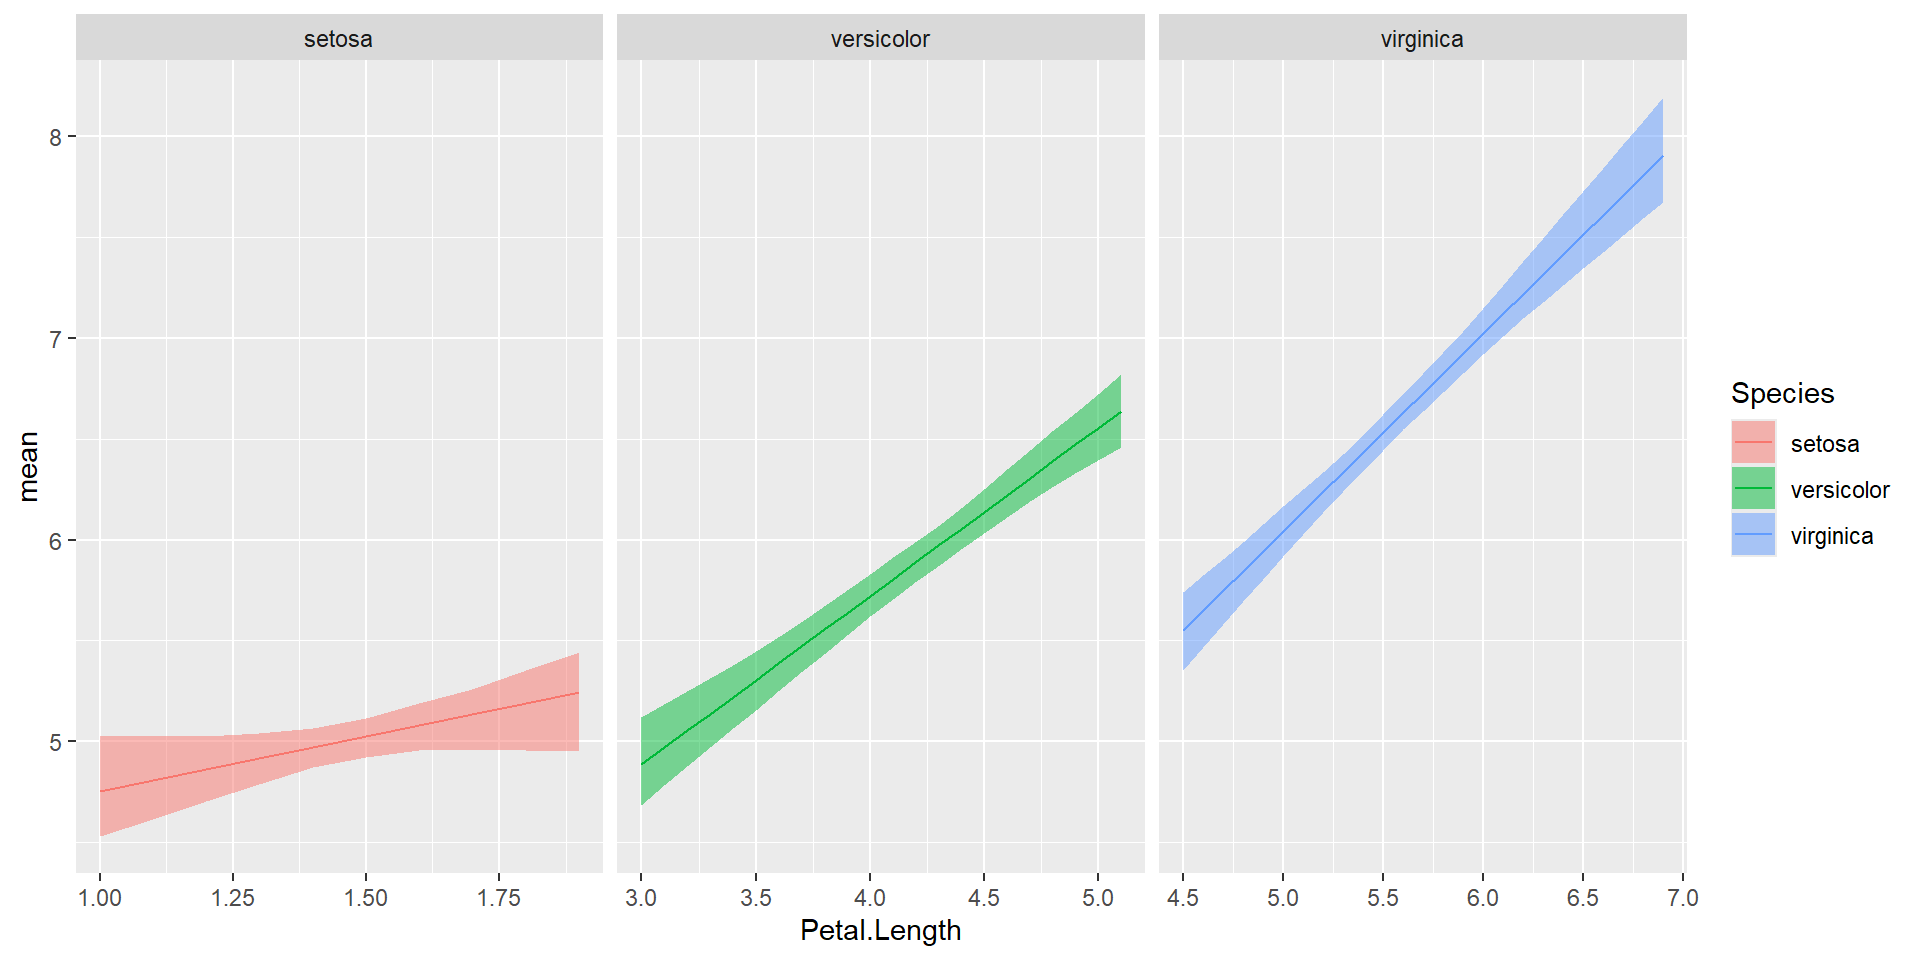 setosa versicolor virginica
8
7
6
5
mean
1.00 1.25 1.50 1.75 3.0 3.5 4.0 4.5 5.0 4.5 5.0 5.5 6.0 6.5 7.0
Petal.Length
Species
setosa
versicolor
virginica